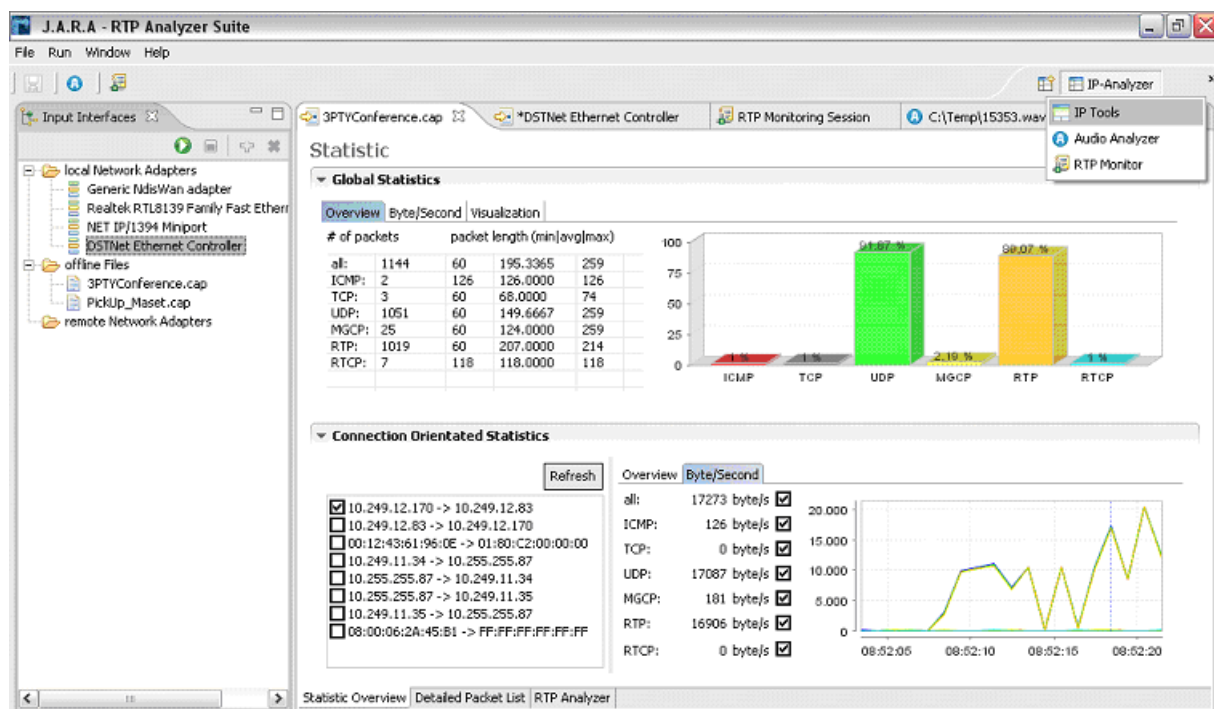 J.A.R.A - RTP Analyzer Suite
File Run Window Help
IP-Analyzer
IP Tools
Audio Analyzer
RTP Monitor
Input Interfaces
local Network Adapters
Generic NdisWan adapter
Realtek RTL8139 Family Fast Ethern
NET IP/1394 Miniport
DSTNet Ethernet Controller
offline Files
3PTYConference.cap
PickUp_Maset.cap
remote Network Adapters
3PTYConference.cap *DSTNet Ethernet Controller RTP Monitoring Session C:\Temp\15353.wav
Statistic
Global Statistics
Overview Byte/Second Visualization
# of packets packet length (min|avg|max)
all: 1144 60 195.3365 259
ICMP: 2 126 126.0000 126
TCP: 3 60 68.0000 74
UDP: 1051 60 149.6667 259
MGCP: 25 60 124.0000 259
RTP: 1019 60 207.0000 214
RTCP: 7 118 118.0000 118
100
75
50
25
0
1 % 1 % 91.87 % 2.19 % 89.07 % 1 %
ICMP TCP UDP MGCP RTP RTCP
Connection Orientated Statistics
Refresh
10.249.12.170 -> 10.249.12.83
10.249.12.83 -> 10.249.12.170
00:12:43:61:96:0E -> 01:80:C2:00:00:00
10.249.11.34 -> 10.255.255.87
10.255.255.87 -> 10.249.11.34
10.255.255.87 -> 10.249.11.35
10.249.11.35 -> 10.255.255.87
08:00:06:2A:45:B1 -> FF:FF:FF:FF:FF:FF
Overview Byte/Second
all: 17273 byte/s
ICMP: 126 byte/s
TCP: 0 byte/s
UDP: 17087 byte/s
MGCP: 181 byte/s
RTP: 16906 byte/s
RTCP: 0 byte/s
20.000
15.000
10.000
5.000
0
08:52:05 08:52:10 08:52:15 08:52:20
Statistic Overview Detailed Packet List RTP Analyzer